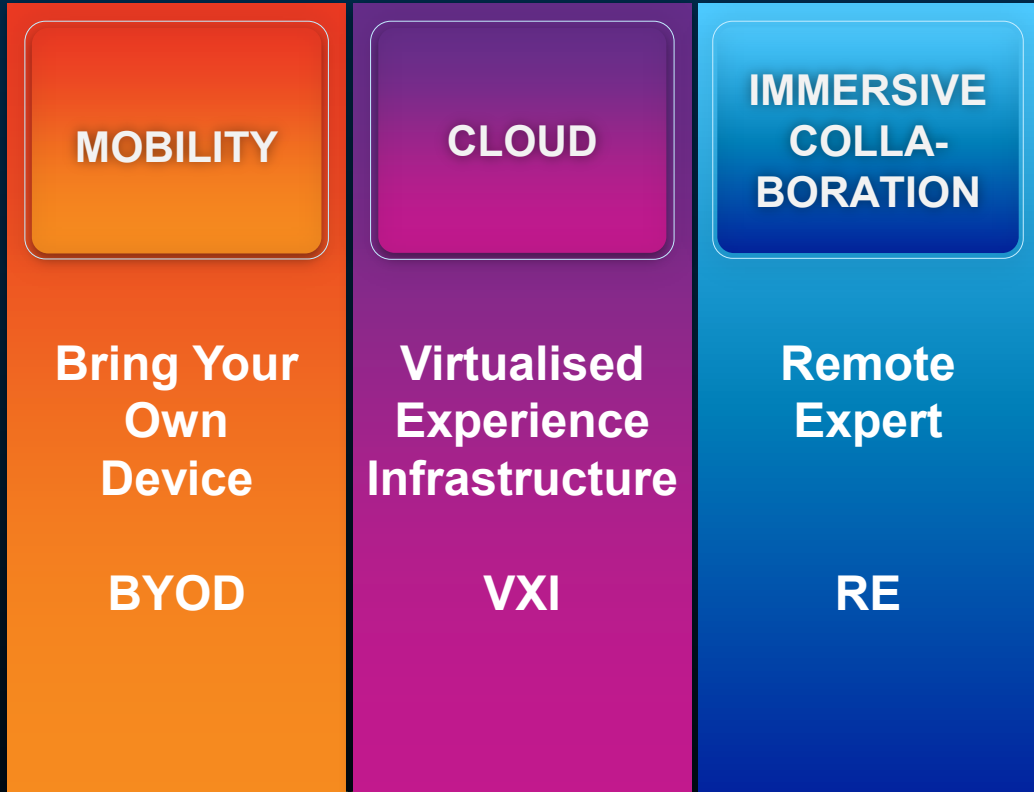 MOBILITY
Bring Your
Own
Device
BYOD
CLOUD
Virtualised
Experience
Infrastructure
VXI
IMMERSIVE
COLLA-
BORATION
Remote
Expert
RE